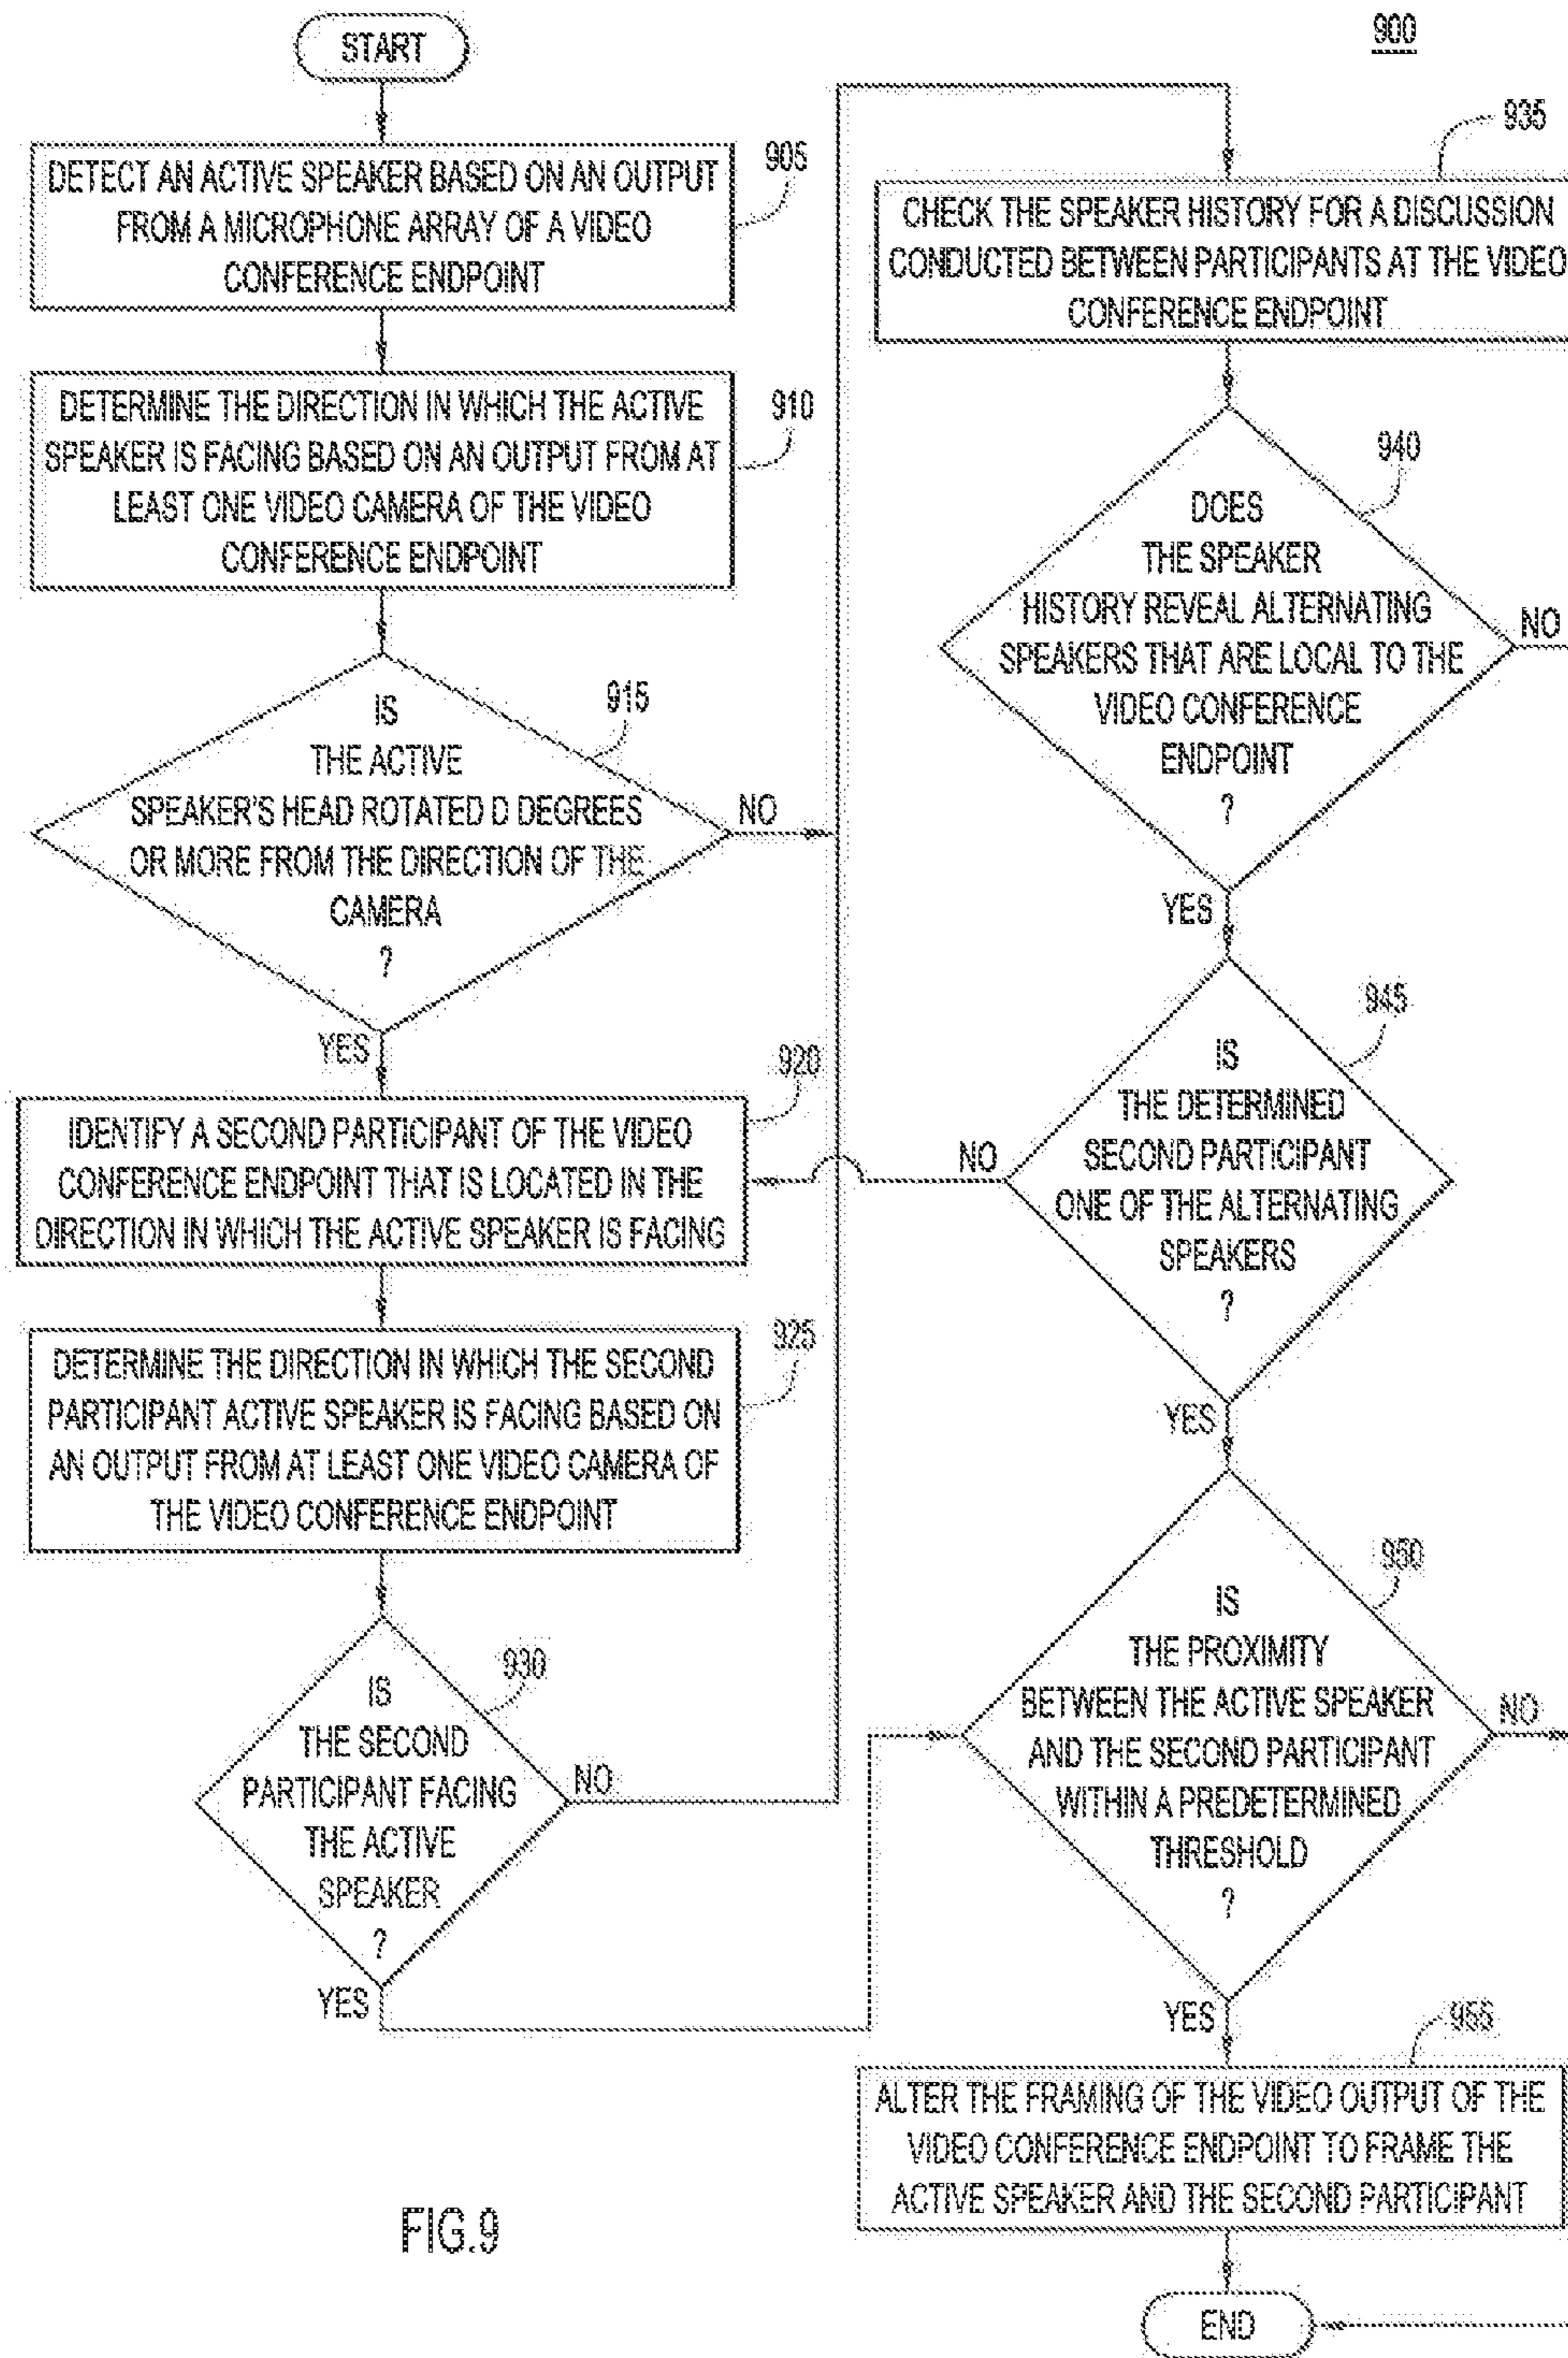 900
START
DETECT AN ACTIVE SPEAKER BASED ON AN OUTPUT
FROM A MICROPHONE ARRAY OF A VIDEO
CONFERENCE ENDPOINT
905
DETERMINE THE DIRECTION IN WHICH THE ACTIVE
SPEAKER IS FACING BASED ON AN OUTPUT FROM AT
LEAST ONE VIDEO CAMERA OF THE VIDEO
CONFERENCE ENDPOINT
910
IS
THE ACTIVE
SPEAKER'S HEAD ROTATED D DEGREES
OR MORE FROM THE DIRECTION OF THE
CAMERA
?
915
NO
YES
IDENTIFY A SECOND PARTICIPANT OF THE VIDEO
CONFERENCE ENDPOINT THAT IS LOCATED IN THE
DIRECTION IN WHICH THE ACTIVE SPEAKER IS FACING
920
DETERMINE THE DIRECTION IN WHICH THE SECOND
PARTICIPANT ACTIVE SPEAKER IS FACING BASED ON
AN OUTPUT FROM AT LEAST ONE VIDEO CAMERA OF
THE VIDEO CONFERENCE ENDPOINT
925
IS
THE SECOND
PARTICIPANT FACING
THE ACTIVE
SPEAKER
?
930
NO
YES
935
CHECK THE SPEAKER HISTORY FOR A DISCUSSION
CONDUCTED BETWEEN PARTICIPANTS AT THE VIDEO
CONFERENCE ENDPOINT
940
DOES
THE SPEAKER
HISTORY REVEAL ALTERNATING
SPEAKERS THAT ARE LOCAL TO THE
VIDEO CONFERENCE
ENDPOINT
?
NO
YES
945
IS
THE DETERMINED
SECOND PARTICIPANT
ONE OF THE ALTERNATING
SPEAKERS
?
NO
YES
950
IS
THE PROXIMITY
BETWEEN THE ACTIVE SPEAKER
AND THE SECOND PARTICIPANT
WITHIN A PREDETERMINED
THRESHOLD
?
NO
YES
955
ALTER THE FRAMING OF THE VIDEO OUTPUT OF THE
VIDEO CONFERENCE ENDPOINT TO FRAME THE
ACTIVE SPEAKER AND THE SECOND PARTICIPANT
END
FIG.9